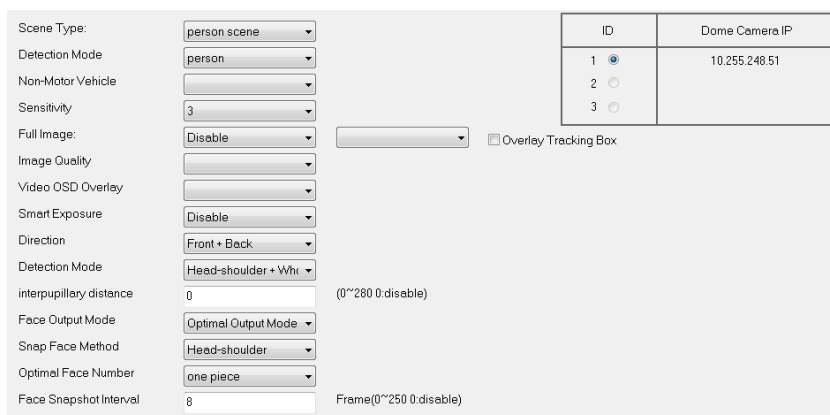 Scene Type: person scene
Detection Mode person
Non-Motor Vehicle
Sensitivity 3
Full Image: Disable Overlay Tracking Box
Image Quality
Video OSD Overlay
Smart Exposure Disable
Direction Front + Back
Detection Mode Head-shoulder + Who
interpupillary distance 0 (0~280 0:disable)
Face Output Mode Optimal Output Mode
Snap Face Method Head-shoulder
Optimal Face Number one piece
Face Snapshot Interval 8 Frame(0~250 0:disable)
ID Dome Camera IP
1 10.255.248.51
2
3